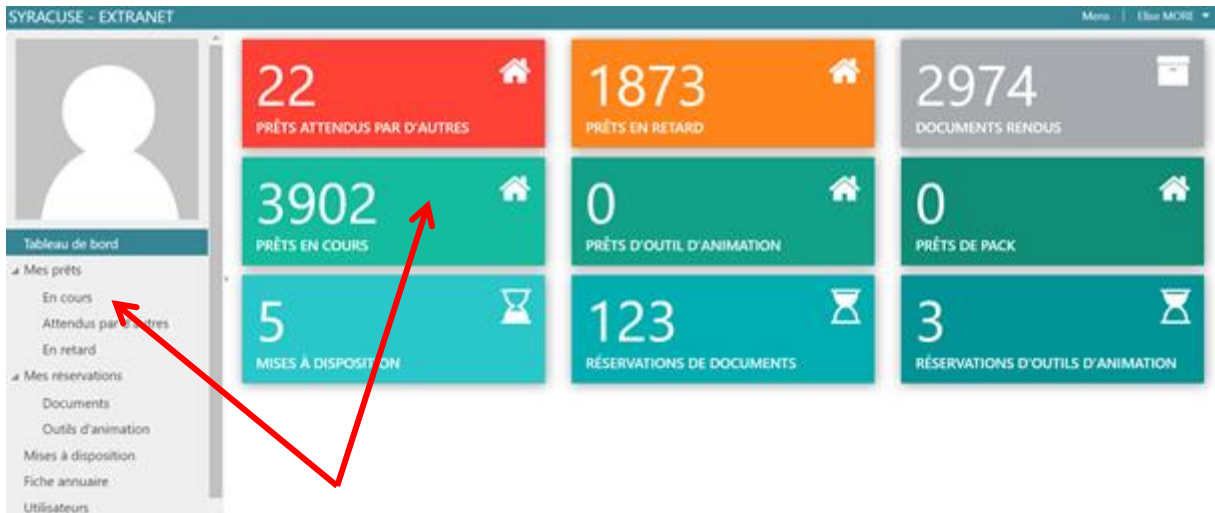 SYRACUSE - EXTRANET
Mens | Elise MORE
22
PRÊTS ATTENDUS PAR D'AUTRES
1873
PRÊTS EN RETARD
2974
DOCUMENTS RENDUS
3902
PRÊTS EN COURS
0
PRÊTS D'OUTIL D'ANIMATION
0
PRÊTS DE PACK
5
MISES À DISPOSITION
123
RÉSERVATIONS DE DOCUMENTS
3
RÉSERVATIONS D'OUTILS D'ANIMATION
Tableau de bord
Mes prêts
En cours
Attendus par d'autres
En retard
Mes réservations
Documents
Outils d'animation
Mises à disposition
Fiche annuaire
Utilisateurs